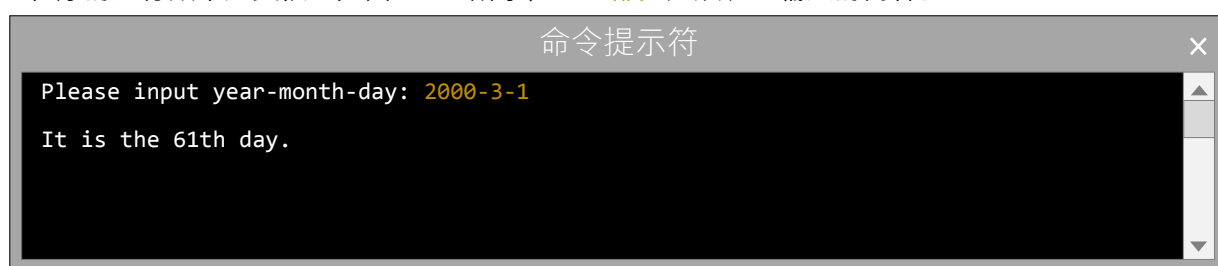 命令提示符
Please input year-month-day: 2000-3-1
It is the 61th day.